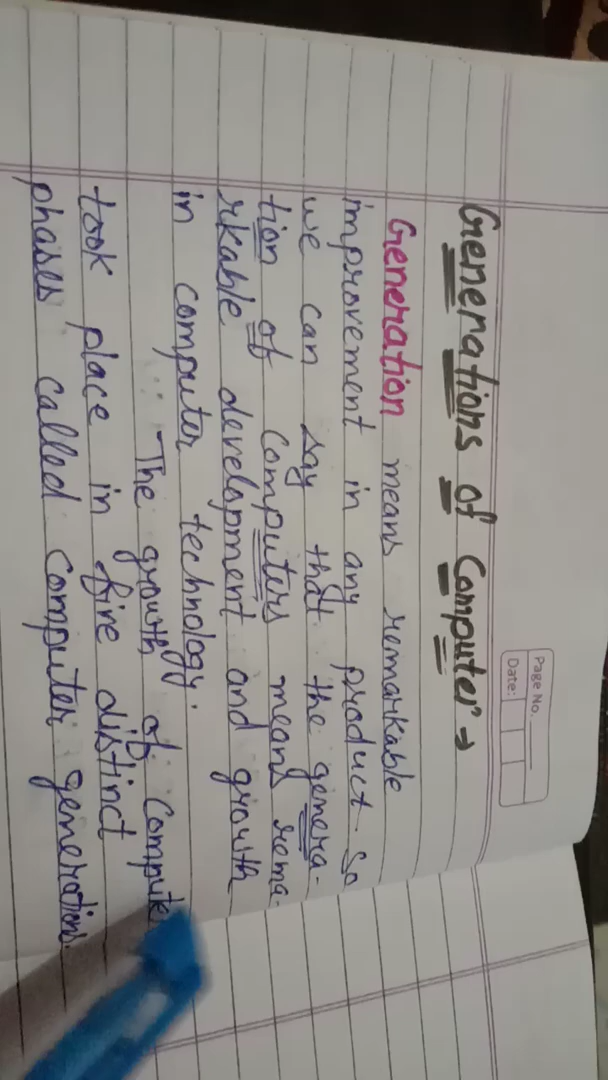 Page No.
Date:
Generations of Computer →
Generation means remarkable
improvement in any product. So
we can say that the genera-
tion of Computers means rema-
rkable development and growth
in computer technology.
The growth of Compute
took place in five distinct
phases called Computer generations.